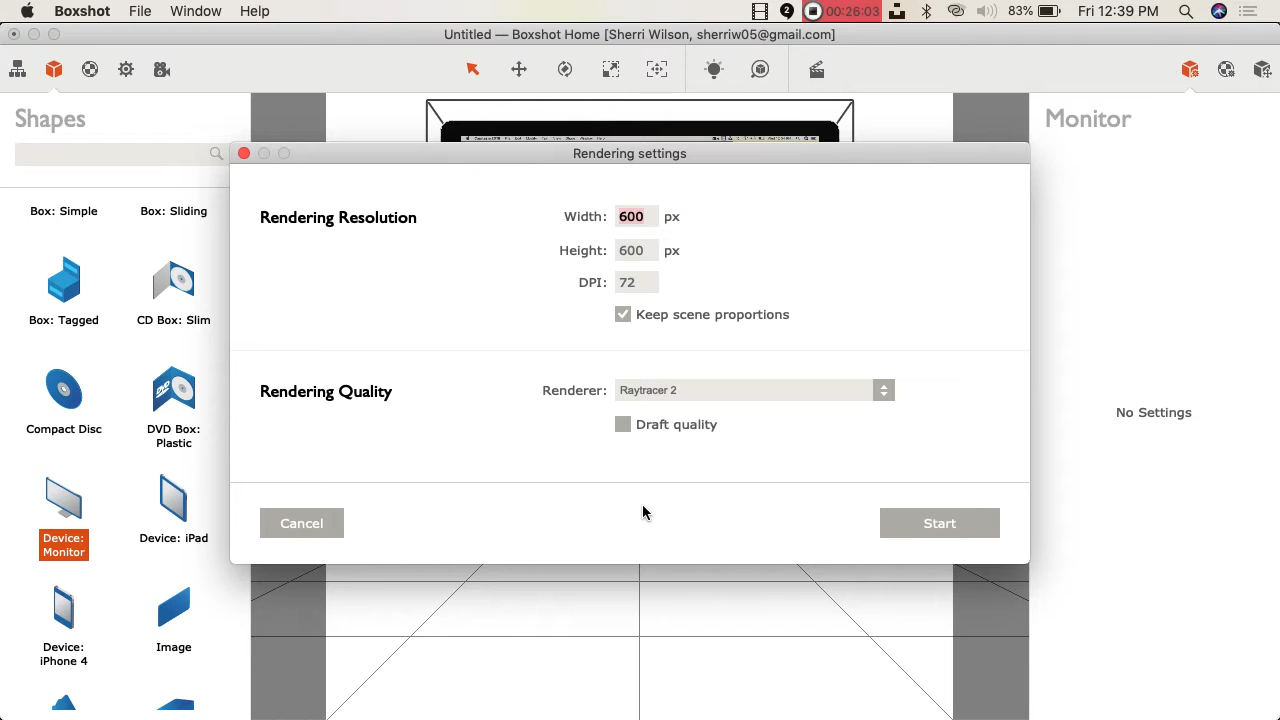 Boxshot File Window Help
2 00:26:03 83% Fri 12:39 PM
Untitled — Boxshot Home [Sherri Wilson, sherriw05@gmail.com]
Shapes
Monitor
Rendering settings
Box: Simple Box: Sliding
Box: Tagged CD Box: Slim
Compact Disc DVD Box:
Plastic
Device:
Monitor
Device: iPad
Device:
iPhone 4
Image
Rendering Resolution
Width: 600 px
Height: 600 px
DPI: 72
Keep scene proportions
Rendering Quality
Renderer: Raytracer 2
Draft quality
Cancel Start
No Settings